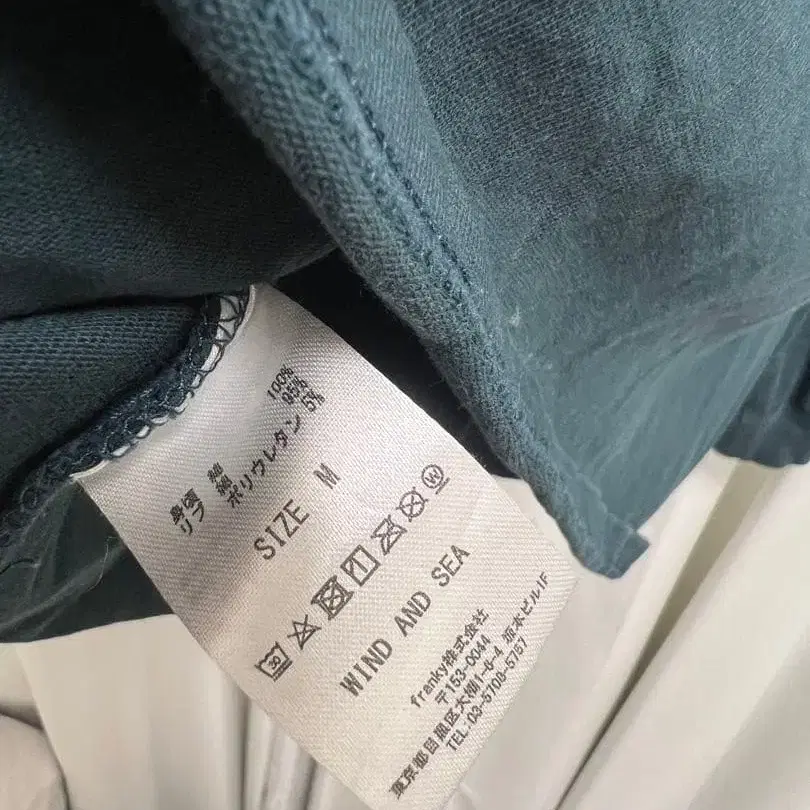 身頃 綿 100%
リブ 綿 95%
ポリウレタン 5%
SIZE M
30
W
WIND AND SEA
franky株式会社
〒153-0044
東京都目黒区大橋1-6-4 坂本ビル1F
TEL:03-5708-5757